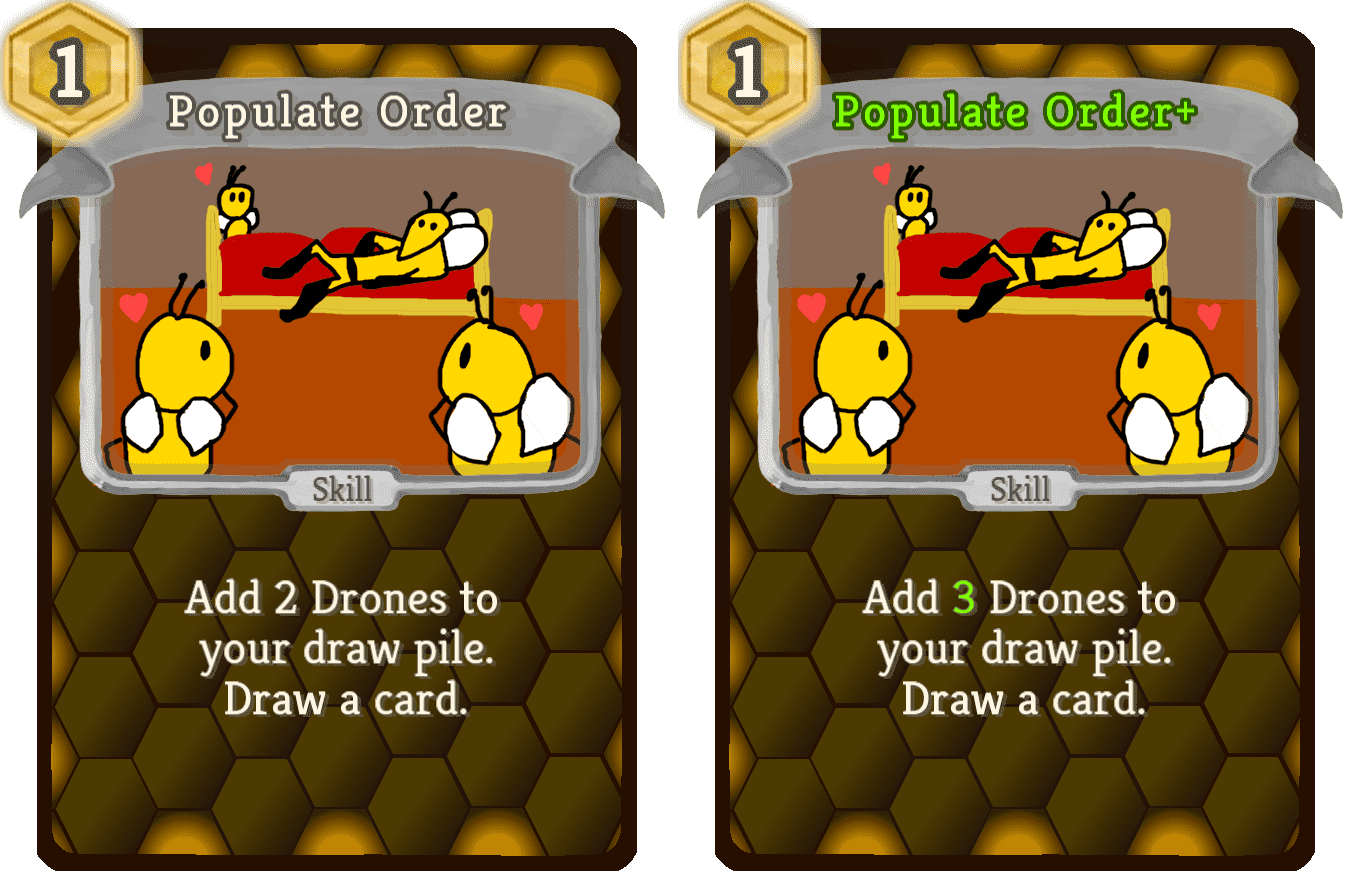 1
Populate Order
Skill
Add 2 Drones to
your draw pile.
Draw a card.
1
Populate Order+
Skill
Add 3 Drones to
your draw pile.
Draw a card.